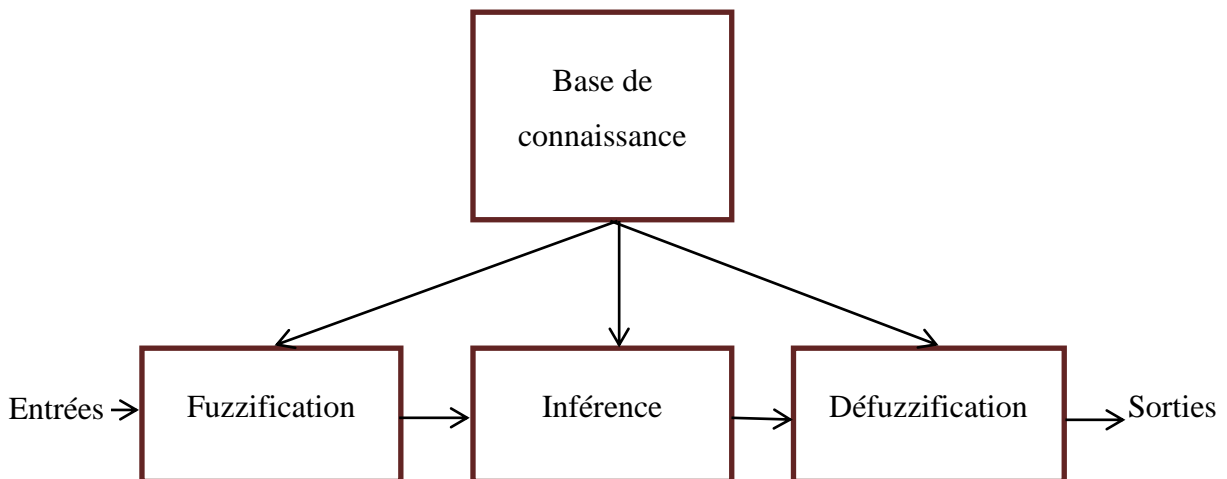 Base de
connaissance
Entrées
Fuzzification
Inférence
Défuzzification
Sorties